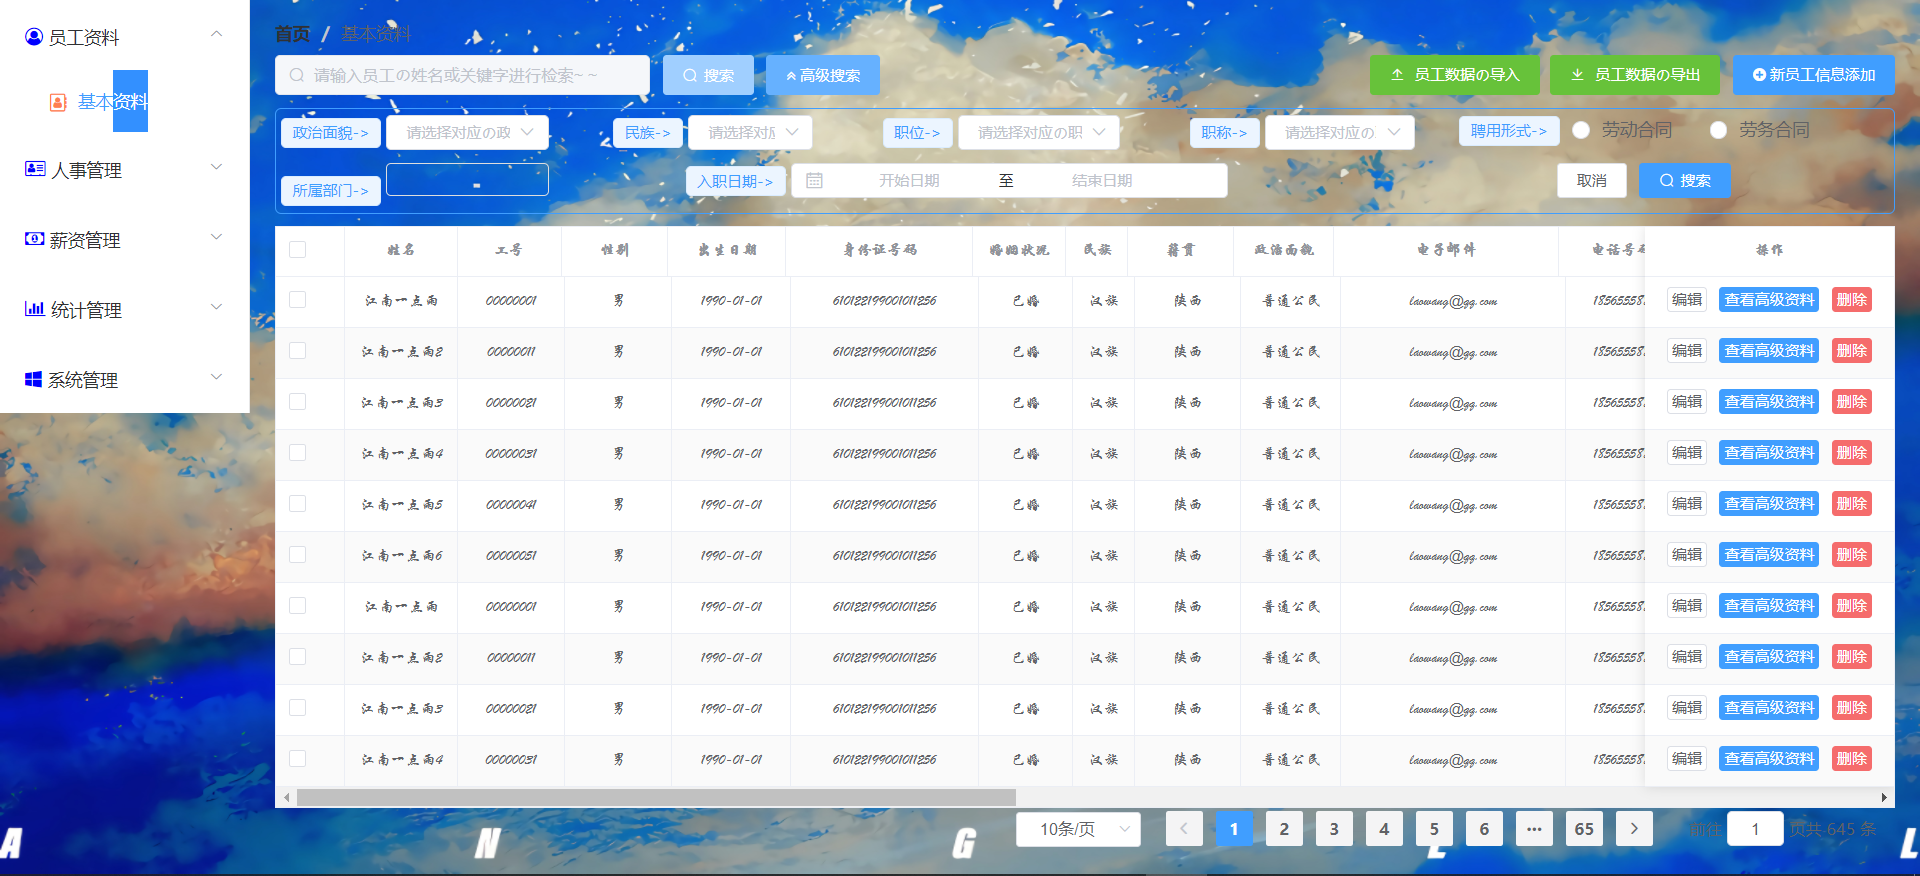 员工资料
基本资料
人事管理
薪资管理
统计管理
系统管理
首页 / 基本资料
请输入员工の姓名或关键字进行检索~ ~ 搜索 高级搜索 员工数据の导入 员工数据の导出 新员工信息添加
政治面貌-> 请选择对应の政 民族-> 请选择对应 职位-> 请选择对应の职 职称-> 请选择对应の 聘用形式-> 劳动合同 劳务合同
所属部门-> - 入职日期-> 开始日期 至 结束日期 取消 搜索
姓名 工号 性别 出生日期 身份证号码 婚姻状况 民族 籍贯 政治面貌 电子邮件 电话号码 操作
江南一点雨 00000001 男 1990-01-01 610122199001011256 已婚 汉族 陕西 普通公民 laowang@qq.com 18565558 编辑 查看高级资料 删除
江南一点雨2 00000011 男 1990-01-01 610122199001011256 已婚 汉族 陕西 普通公民 laowang@qq.com 18565558 编辑 查看高级资料 删除
江南一点雨3 00000021 男 1990-01-01 610122199001011256 已婚 汉族 陕西 普通公民 laowang@qq.com 18565558 编辑 查看高级资料 删除
江南一点雨4 00000031 男 1990-01-01 610122199001011256 已婚 汉族 陕西 普通公民 laowang@qq.com 18565558 编辑 查看高级资料 删除
江南一点雨5 00000041 男 1990-01-01 610122199001011256 已婚 汉族 陕西 普通公民 laowang@qq.com 18565558 编辑 查看高级资料 删除
江南一点雨6 00000051 男 1990-01-01 610122199001011256 已婚 汉族 陕西 普通公民 laowang@qq.com 18565558 编辑 查看高级资料 删除
江南一点雨 00000001 男 1990-01-01 610122199001011256 已婚 汉族 陕西 普通公民 laowang@qq.com 18565558 编辑 查看高级资料 删除
江南一点雨2 00000011 男 1990-01-01 610122199001011256 已婚 汉族 陕西 普通公民 laowang@qq.com 18565558 编辑 查看高级资料 删除
江南一点雨3 00000021 男 1990-01-01 610122199001011256 已婚 汉族 陕西 普通公民 laowang@qq.com 18565558 编辑 查看高级资料 删除
江南一点雨4 00000031 男 1990-01-01 610122199001011256 已婚 汉族 陕西 普通公民 laowang@qq.com 18565558 编辑 查看高级资料 删除
10条/页 1 2 3 4 5 6 ••• 65 前往 1 页共 645 条
A N G E L